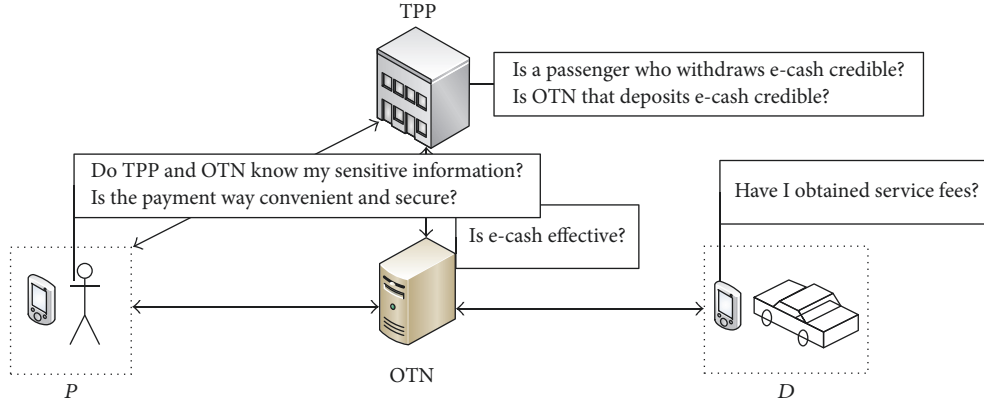 TPP
Is a passenger who withdraws e-cash credible?
Is OTN that deposits e-cash credible?
Do TPP and OTN know my sensitive information?
Is the payment way convenient and secure?
Have I obtained service fees?
Is e-cash effective?
OTN
P
D